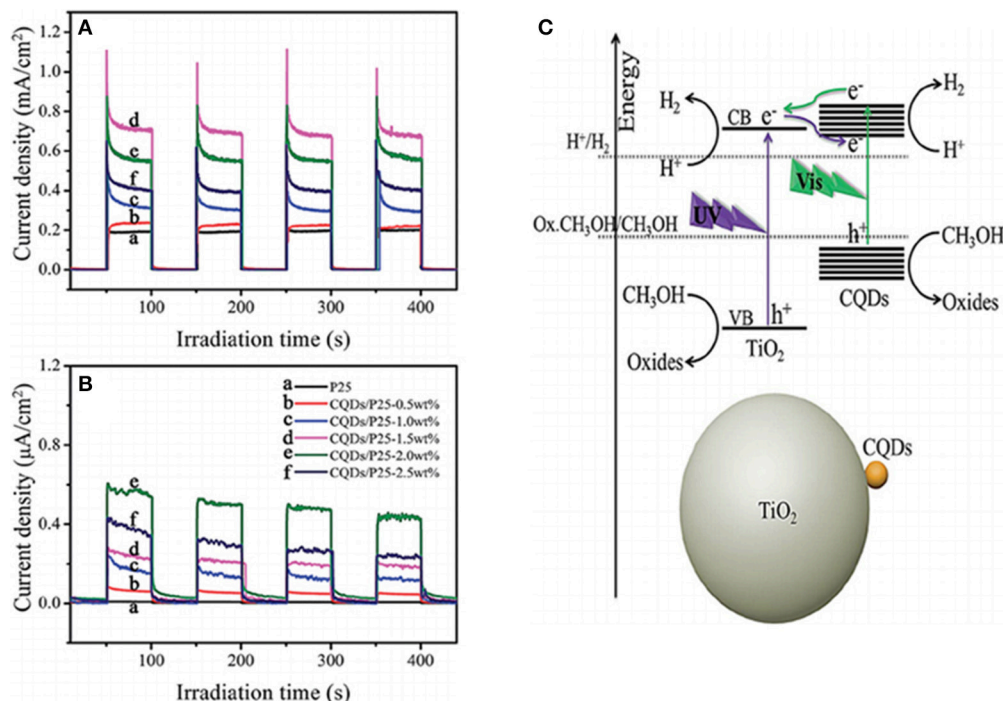 A
Current density (mA/cm²)
1.2
1.0
0.8
0.6
0.4
0.2
0.0
d
e
f
c
b
a
100
200
300
400
Irradiation time (s)
B
Current density (μA/cm²)
1.2
0.8
0.4
0.0
a P25
b CQDs/P25-0.5wt%
c CQDs/P25-1.0wt%
d CQDs/P25-1.5wt%
e CQDs/P25-2.0wt%
f CQDs/P25-2.5wt%
e
f
d
c
b
a
100
200
300
400
Irradiation time (s)
C
Energy
H₂
CB e⁻
e⁻
e⁻
H₂
H⁺/H₂
H⁺
H⁺
Vis
UV
Ox.CH₃OH/CH₃OH
h⁺
CH₃OH
CQDs
Oxides
CH₃OH
VB h⁺
TiO₂
Oxides
CQDs
TiO₂